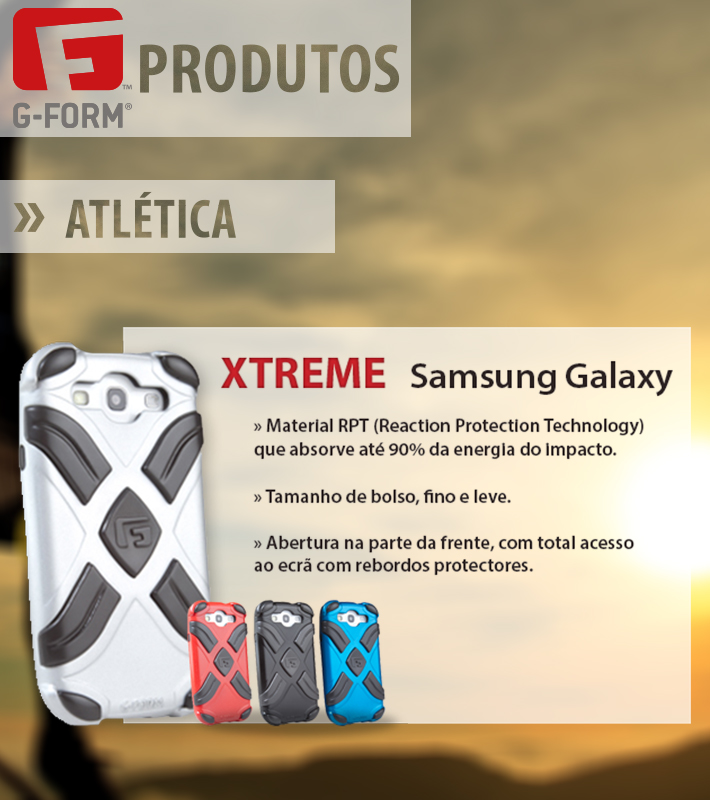 PRODUTOS
G-FORM®
» ATLÉTICA
XTREME Samsung Galaxy
» Material RPT (Reaction Protection Technology)
que absorve até 90% da energia do impacto.
» Tamanho de bolso, fino e leve.
» Abertura na parte da frente, com total acesso
ao ecrã com rebordos protectores.
G-FORM